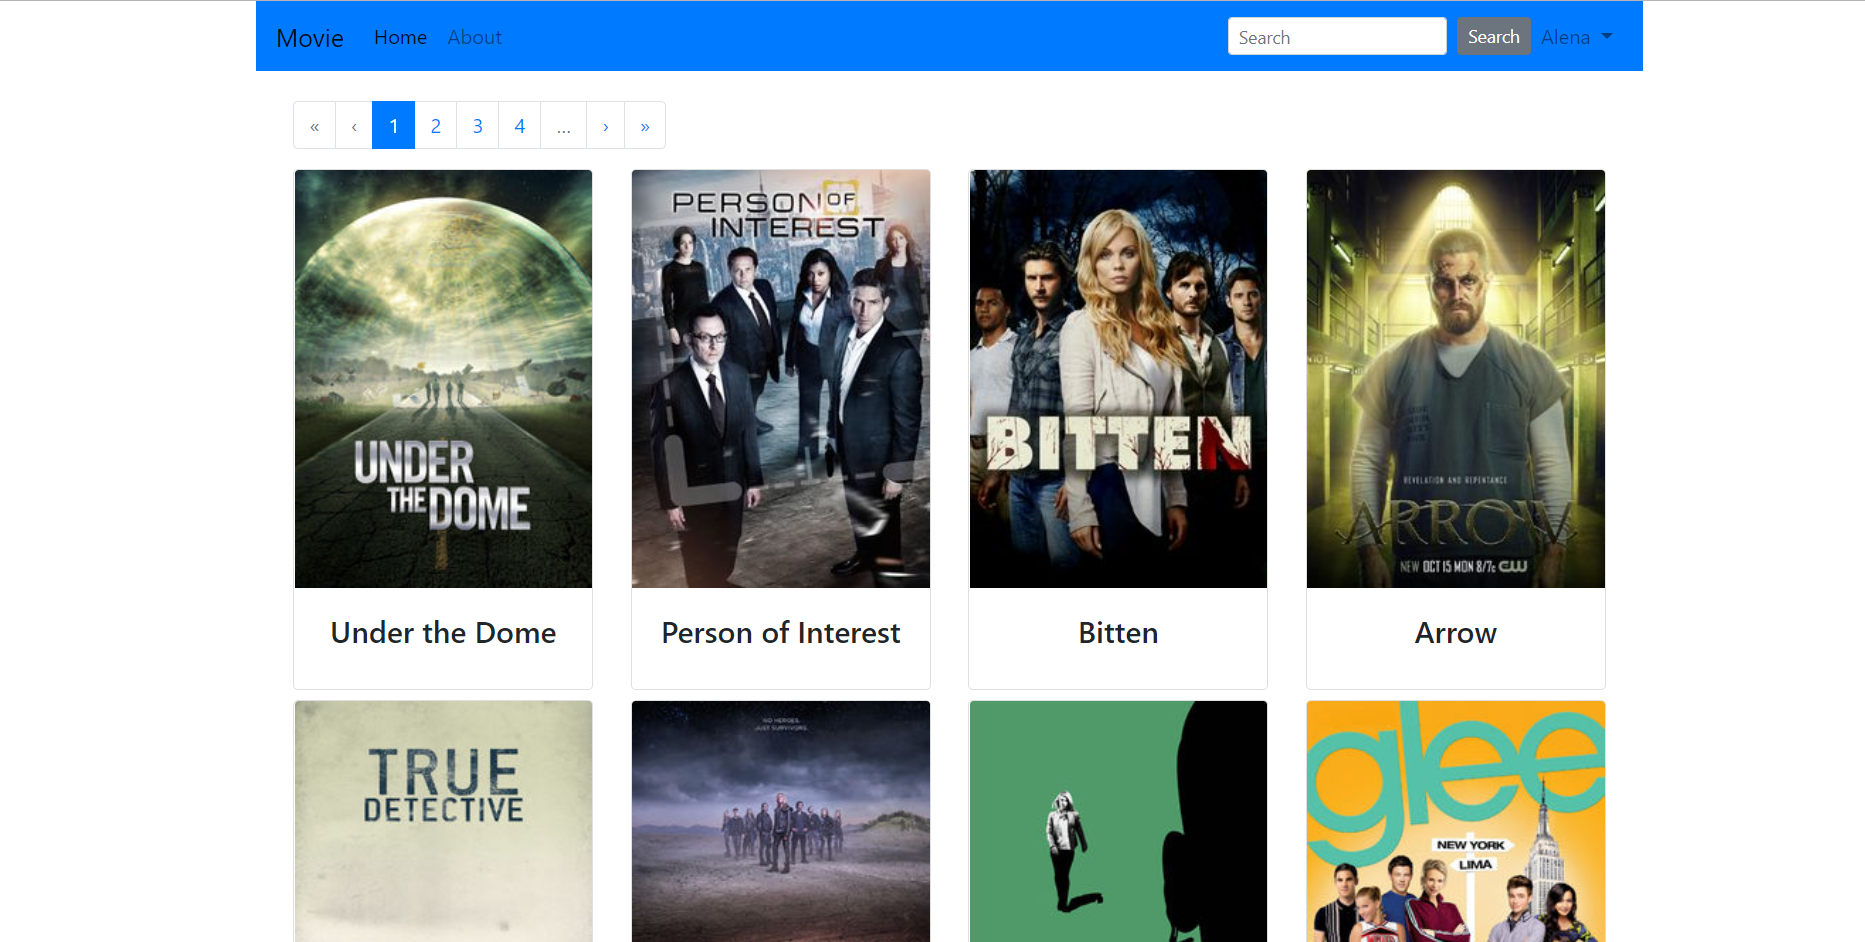 Movie Home About Search Search Alena
« ‹ 1 2 3 4 ... › »
UNDER
THE DOME
PERSON OF
INTEREST
BITTEN
REVELATION AND REPENTANCE
ARROW
NEW OCT 15 MON 8/7c CW
Under the Dome
Person of Interest
Bitten
Arrow
TRUE
DETECTIVE
NO HEROES.
JUST SURVIVORS.
glee
NEW YORK
LIMA